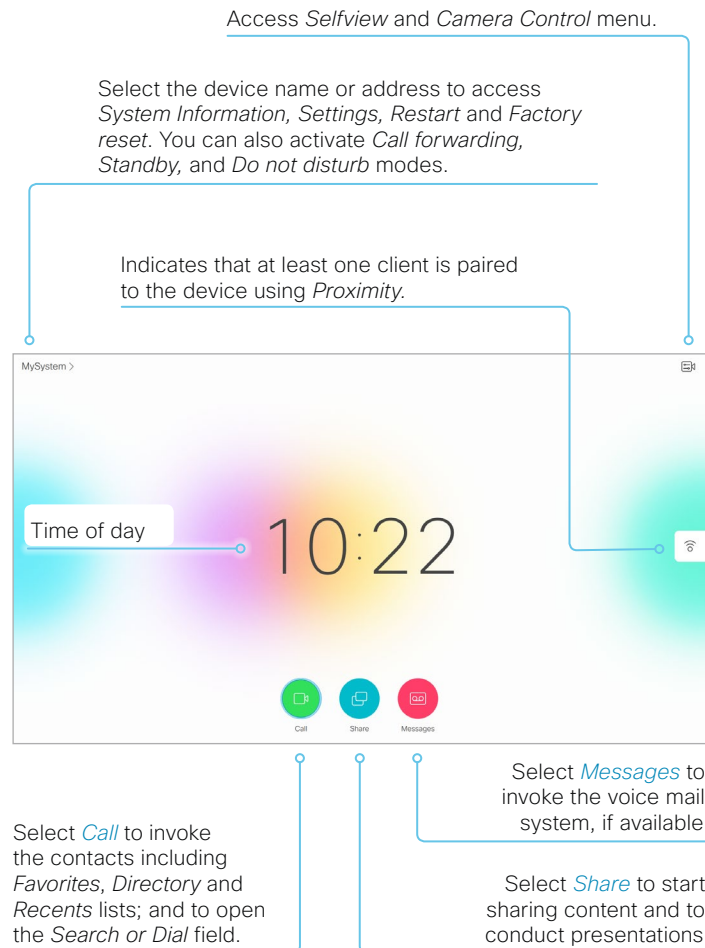 Access Selfview and Camera Control menu.
Select the device name or address to access
System Information, Settings, Restart and Factory
reset. You can also activate Call forwarding,
Standby, and Do not disturb modes.
Indicates that at least one client is paired
to the device using Proximity.
MySystem >
Time of day
10:22
Call
Share
Messages
Select Messages to
invoke the voice mail
system, if available
Select Call to invoke
the contacts including
Favorites, Directory and
Recents lists; and to open
the Search or Dial field.
Select Share to start
sharing content and to
conduct presentations